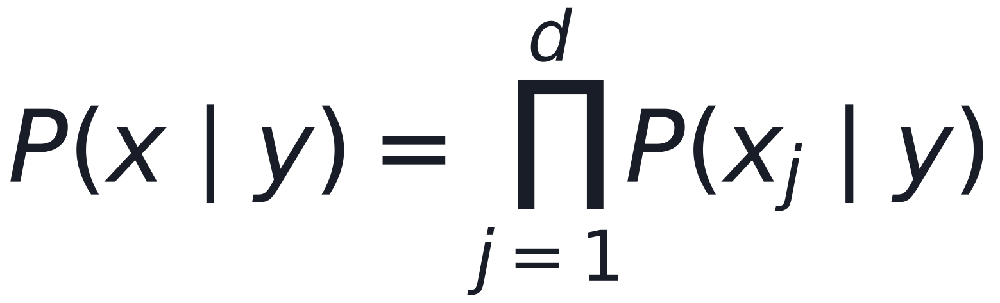 P(x | y) = ∏_{j=1}^{d} P(x_j | y)